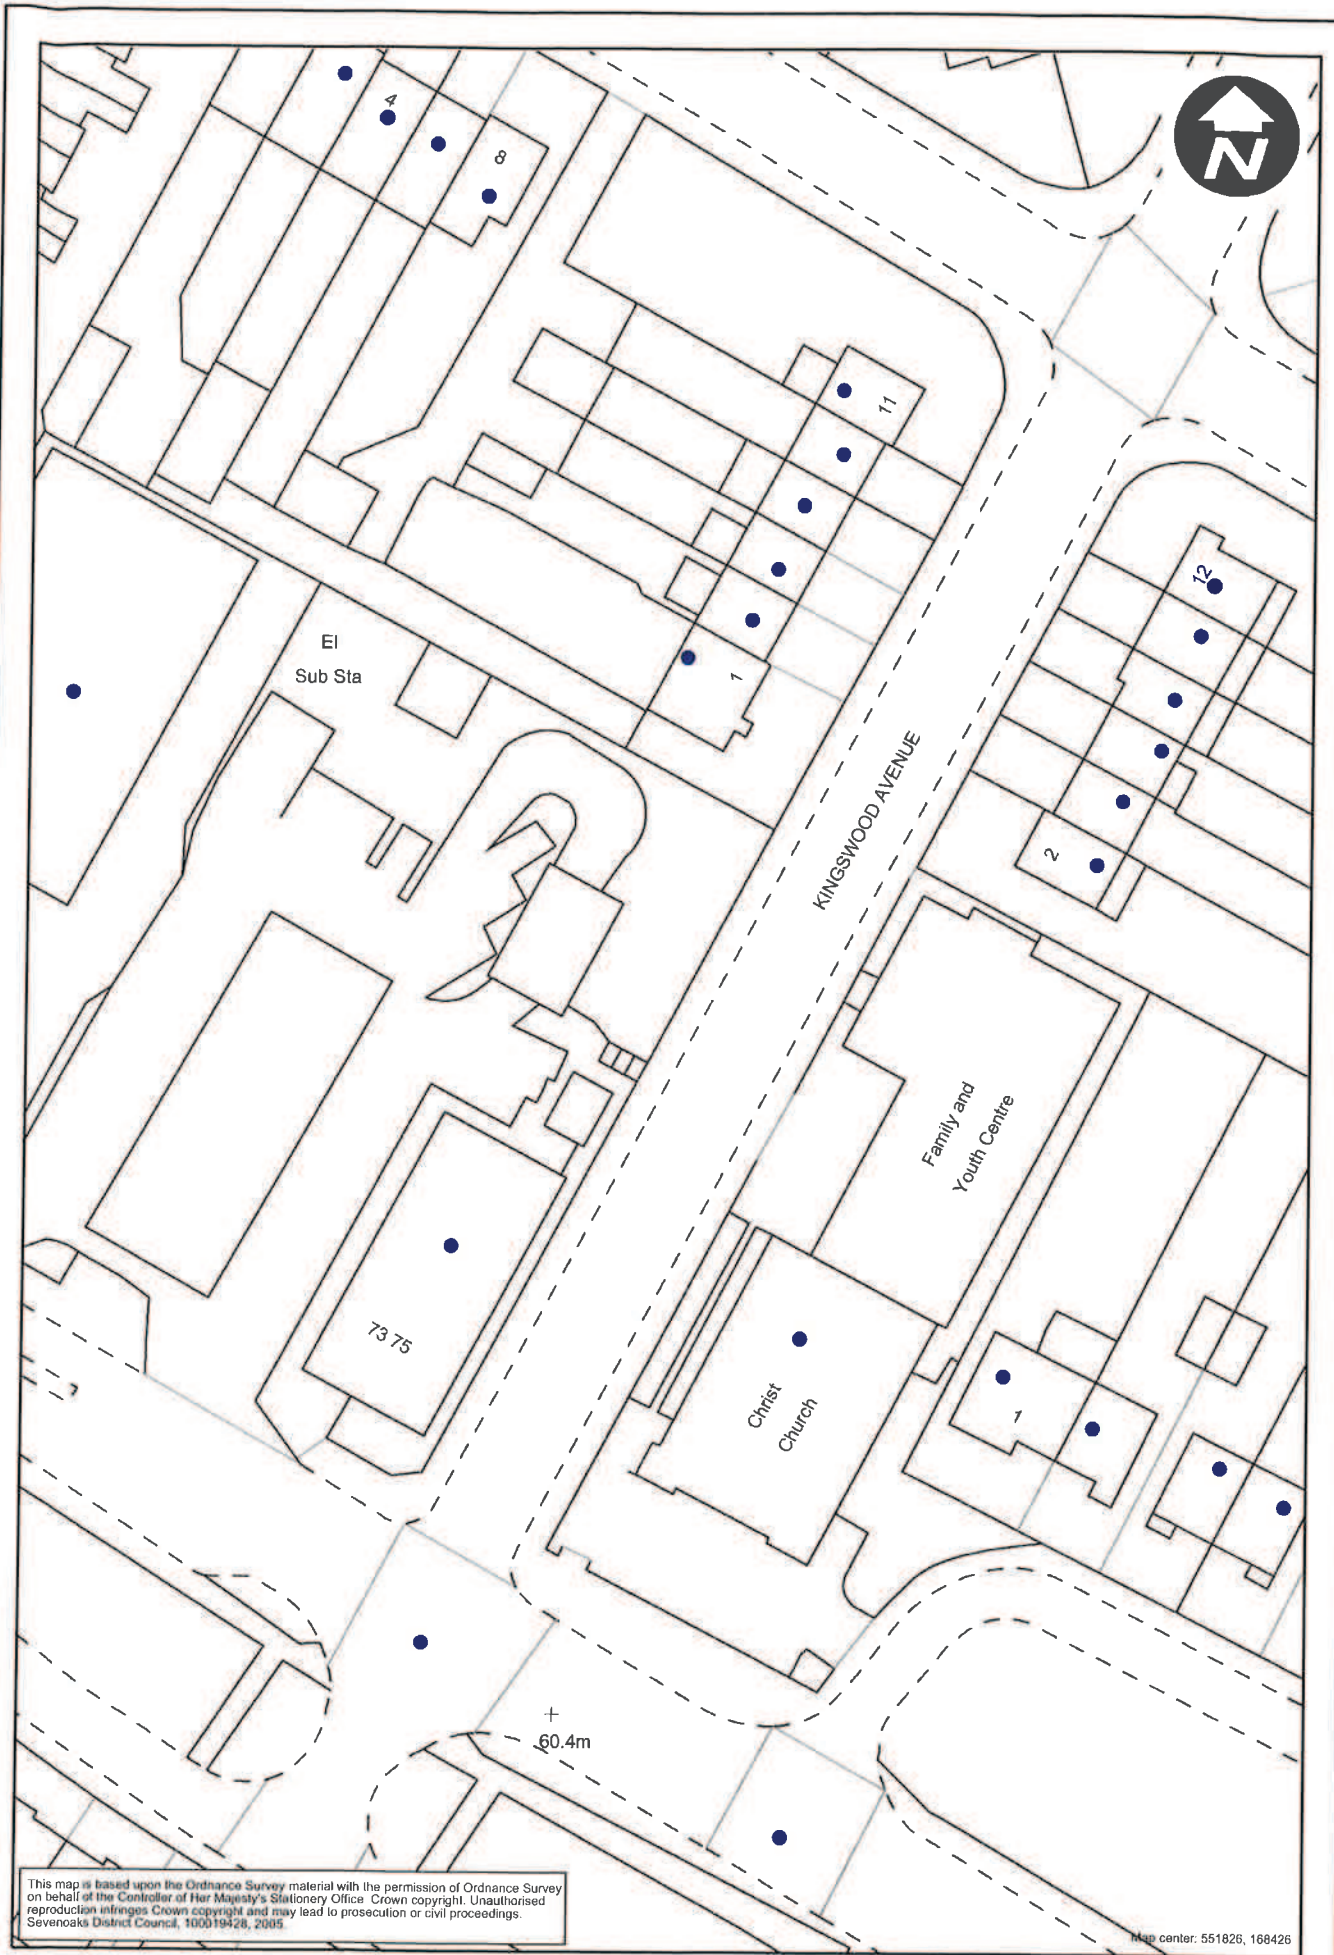 N
4
8
11
12
El
Sub Sta
1
KINGSWOOD AVENUE
2
Family and
Youth Centre
73 75
Christ
Church
1
60.4m
This map is based upon the Ordnance Survey material with the permission of Ordnance Survey
on behalf of the Controller of Her Majesty's Stationery Office Crown copyright. Unauthorised
reproduction infringes Crown copyright and may lead to prosecution or civil proceedings.
Sevenoaks District Council, 100019428, 2005.
Map center: 551826, 168426